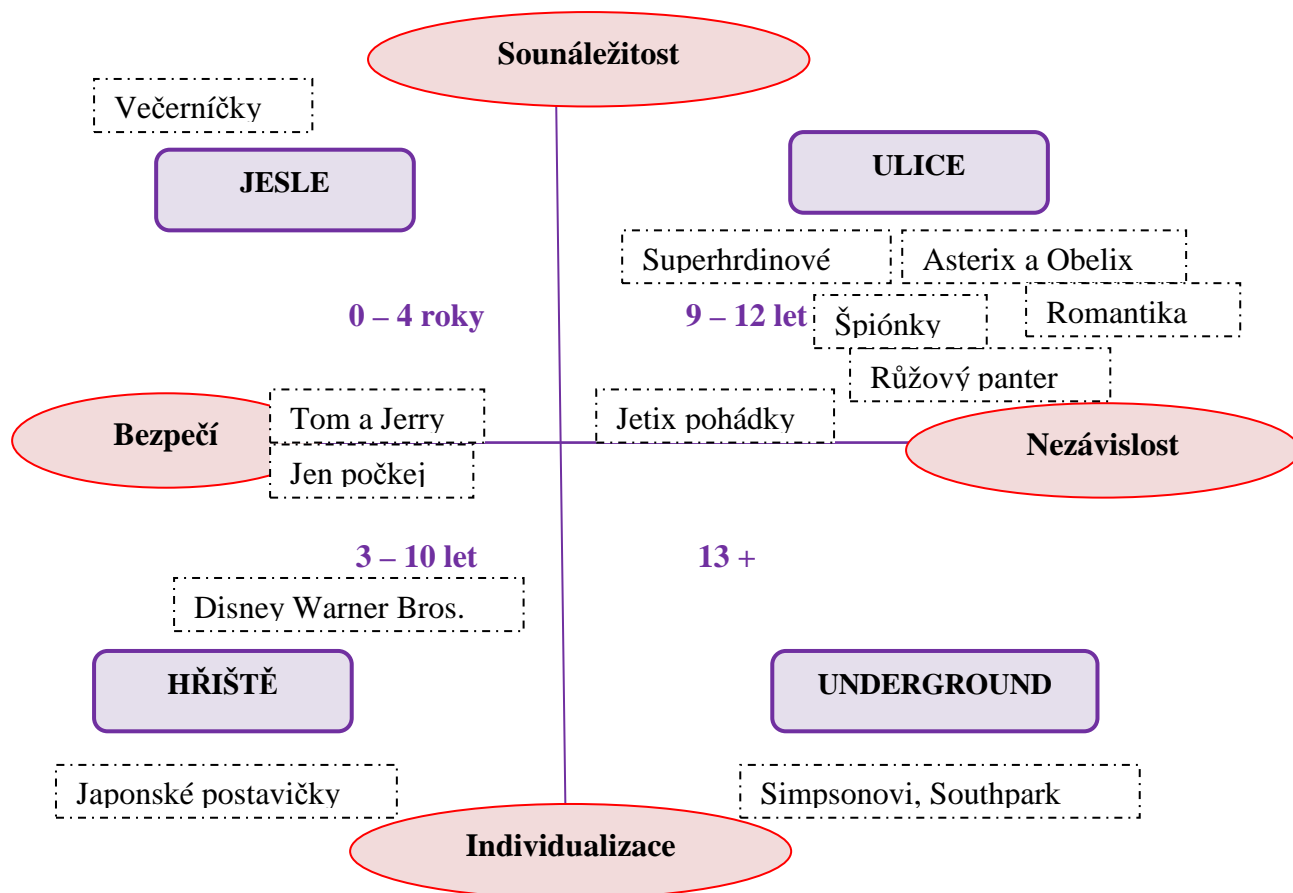 Sounáležitost
Večerníčky
JESLE
ULICE
Superhrdinové
Asterix a Obelix
0 – 4 roky
9 – 12 let
Špiónky
Romantika
Růžový panter
Bezpečí
Tom a Jerry
Jetix pohádky
Nezávislost
Jen počkej
3 – 10 let
13 +
Disney Warner Bros.
HŘIŠTĚ
UNDERGROUND
Japonské postavičky
Simpsonovi, Southpark
Individualizace